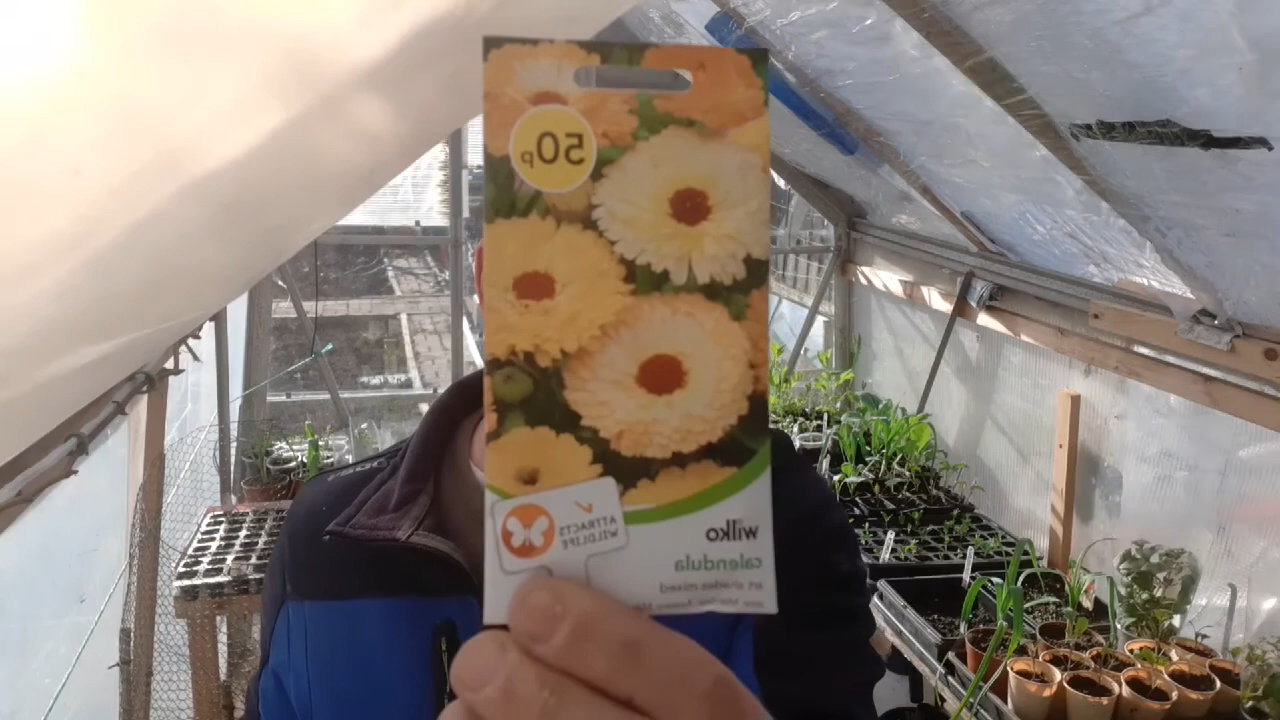 50p
ATTRACTS
WILDLIFE
wilko
calendula
art shades mixed